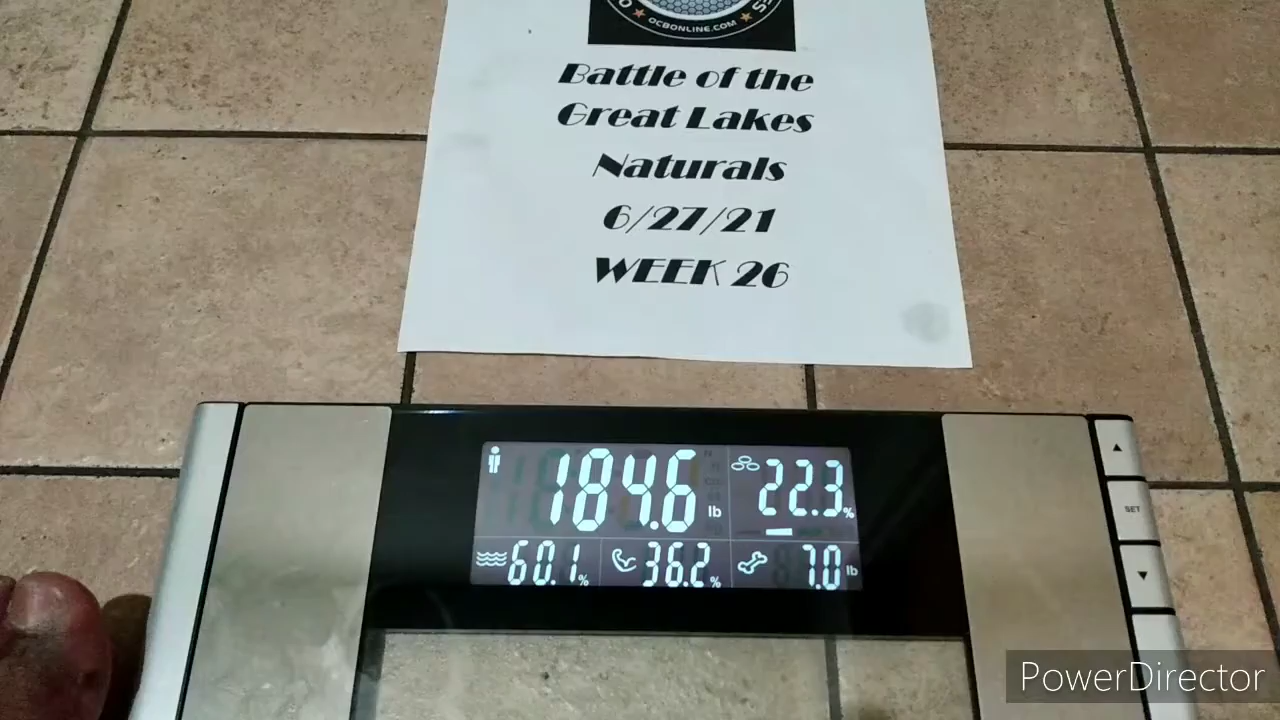 OCBONLINE.COM
Battle of the
Great Lakes
Naturals
6/27/21
WEEK 26
184.6 lb
22.3 %
60.1 %
36.2 %
7.0 lb
SET
PowerDirector